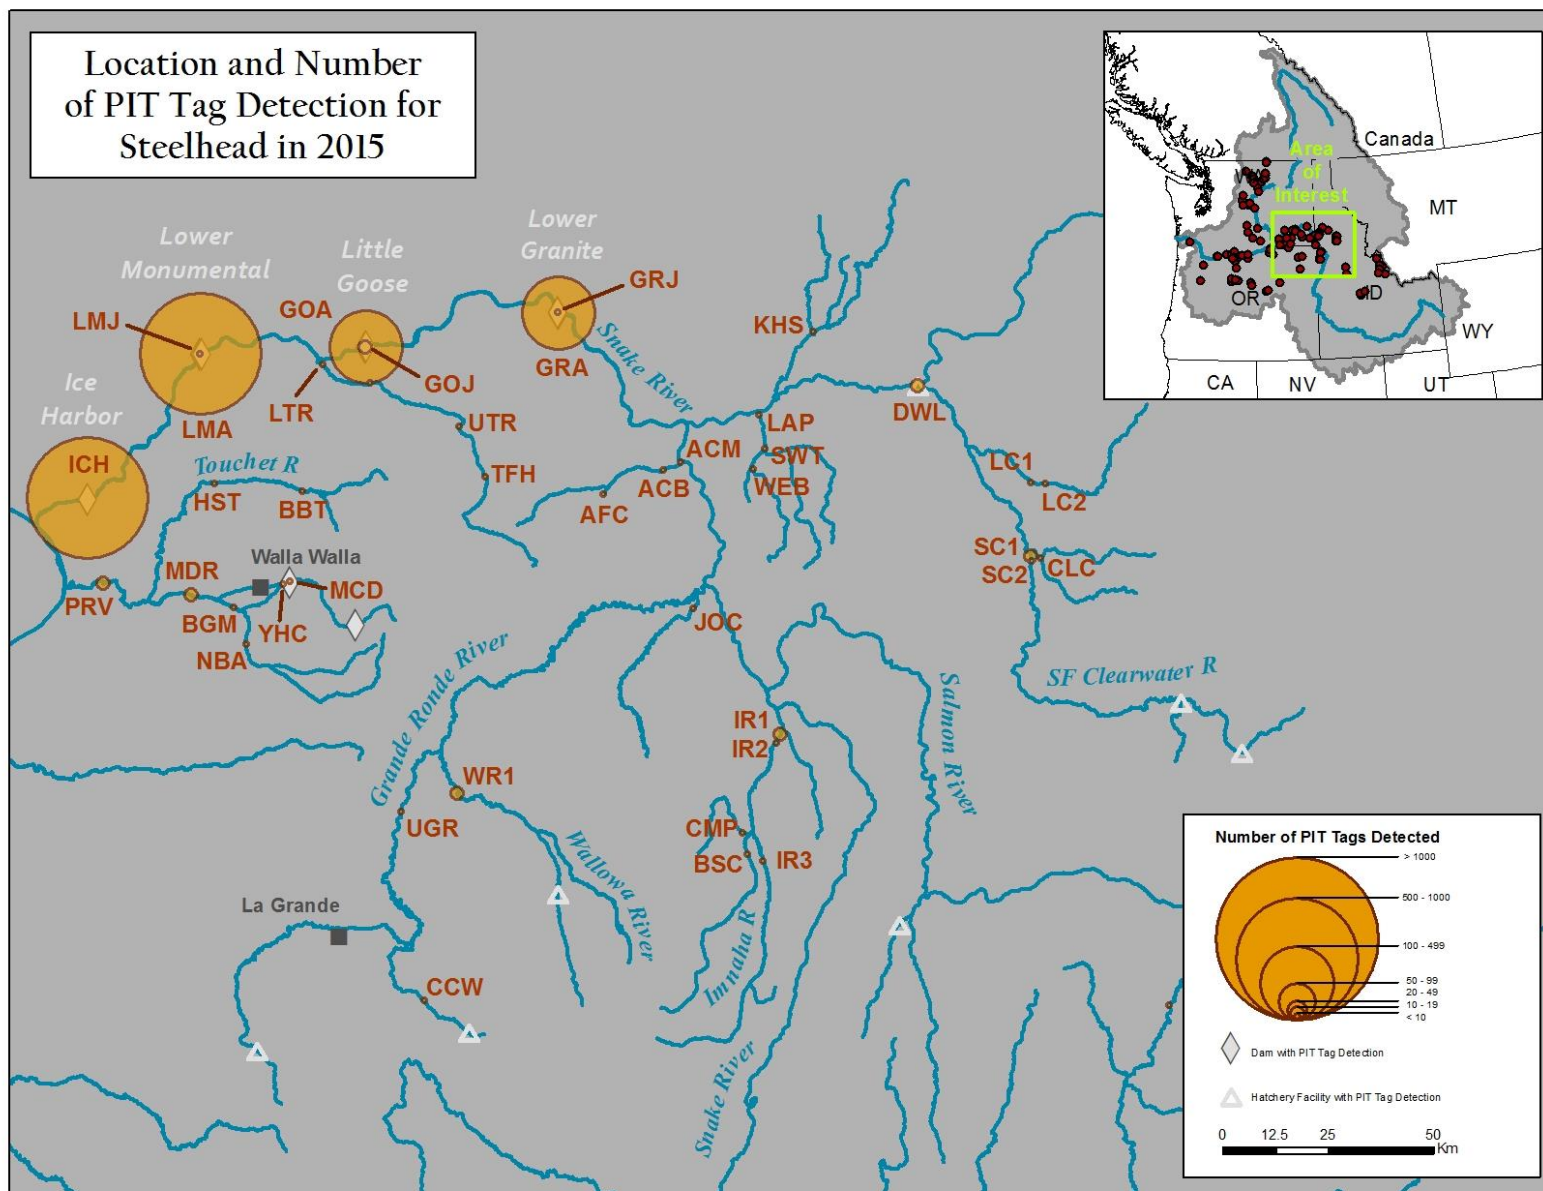 Location and Number
of PIT Tag Detection for
Steelhead in 2015
Canada
Area
of
Interest
MT
OR
ID
WY
CA
NV
UT
Lower
Monumental
Little
Goose
Lower
Granite
Ice
Harbor
LMJ
GOA
GRJ
KHS
GRA
Snake River
GOJ
LTR
LMA
UTR
DWL
LAP
ICH
Touchet R
HST
BBT
TFH
ACM
ACB
AFC
SWT
WEB
LC1
LC2
Walla Walla
MDR
MCD
PRV
BGM
YHC
NBA
SC1
SC2
CLC
JOC
Grande Ronde River
Salmon River
SF Clearwater R
IR1
IR2
WR1
UGR
CMP
BSC
IR3
Wallowa River
Imnaha R
La Grande
CCW
Snake River
Number of PIT Tags Detected
> 1000
500 - 1000
100 - 499
50 - 99
20 - 49
10 - 19
< 10
Dam with PIT Tag Detection
Hatchery Facility with PIT Tag Detection
0 12.5 25 50
Km